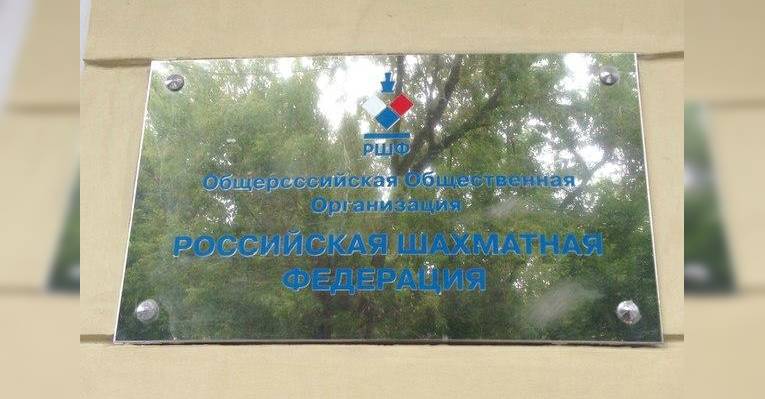 РШФ
Общерсссийская Общественная
Организация
РОССИЙСКАЯ ШАХМАТНАЯ
ФЕДЕРАЦИЯ